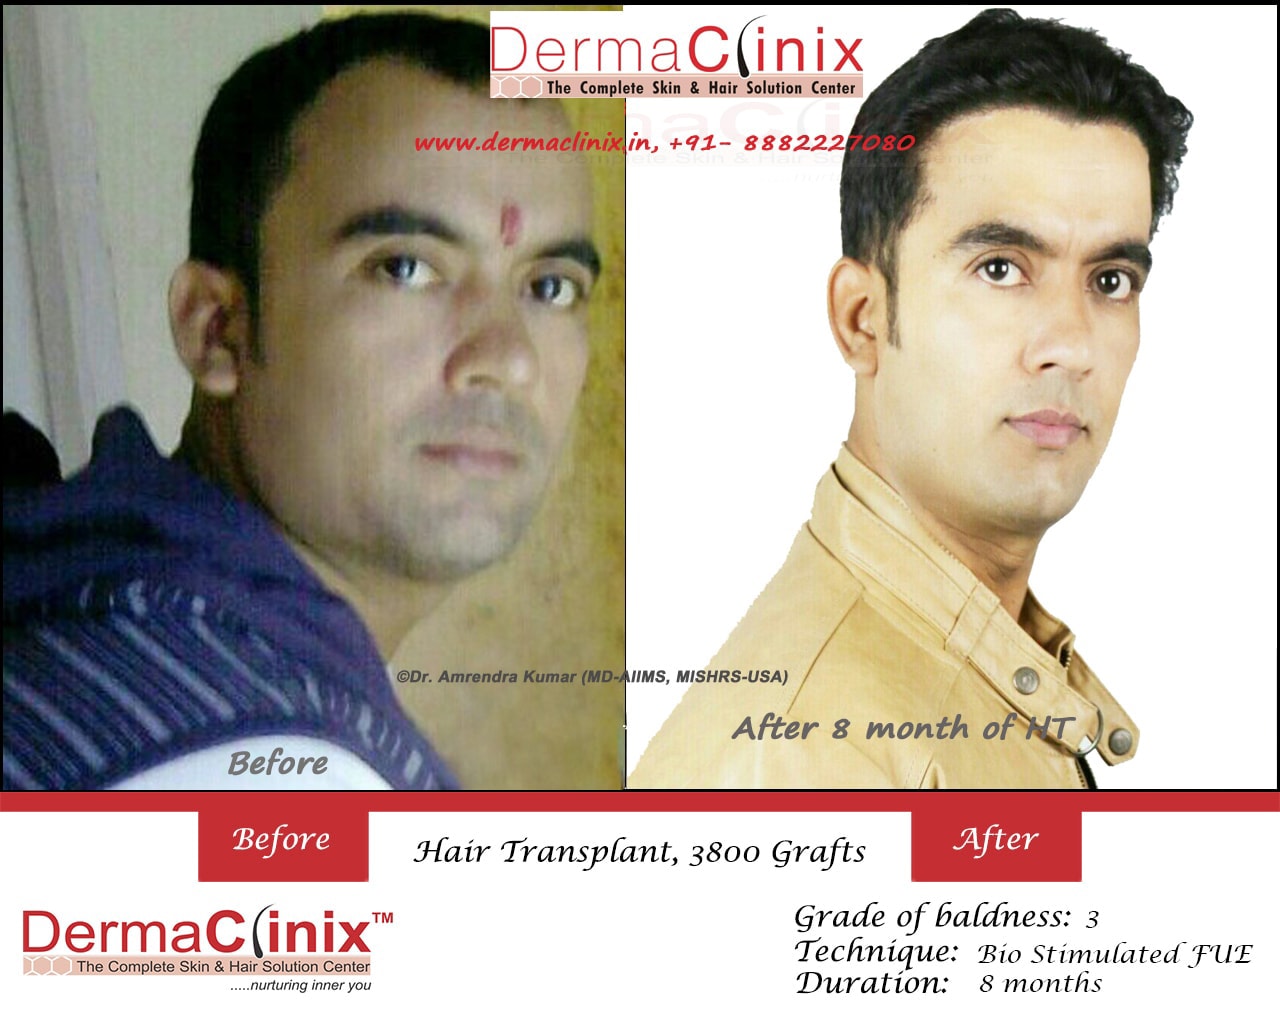 DermaClinix
The Complete Skin & Hair Solution Center
www.dermaclinix.in, +91- 8882227080
©Dr. Amrendra Kumar (MD-AIIMS, MISHRS-USA)
After 8 month of HT
Before
Before
Hair Transplant, 3800 Grafts
After
DermaClinix™
The Complete Skin & Hair Solution Center
.....nurturing inner you
Grade of baldness: 3
Technique: Bio Stimulated FUE
Duration: 8 months